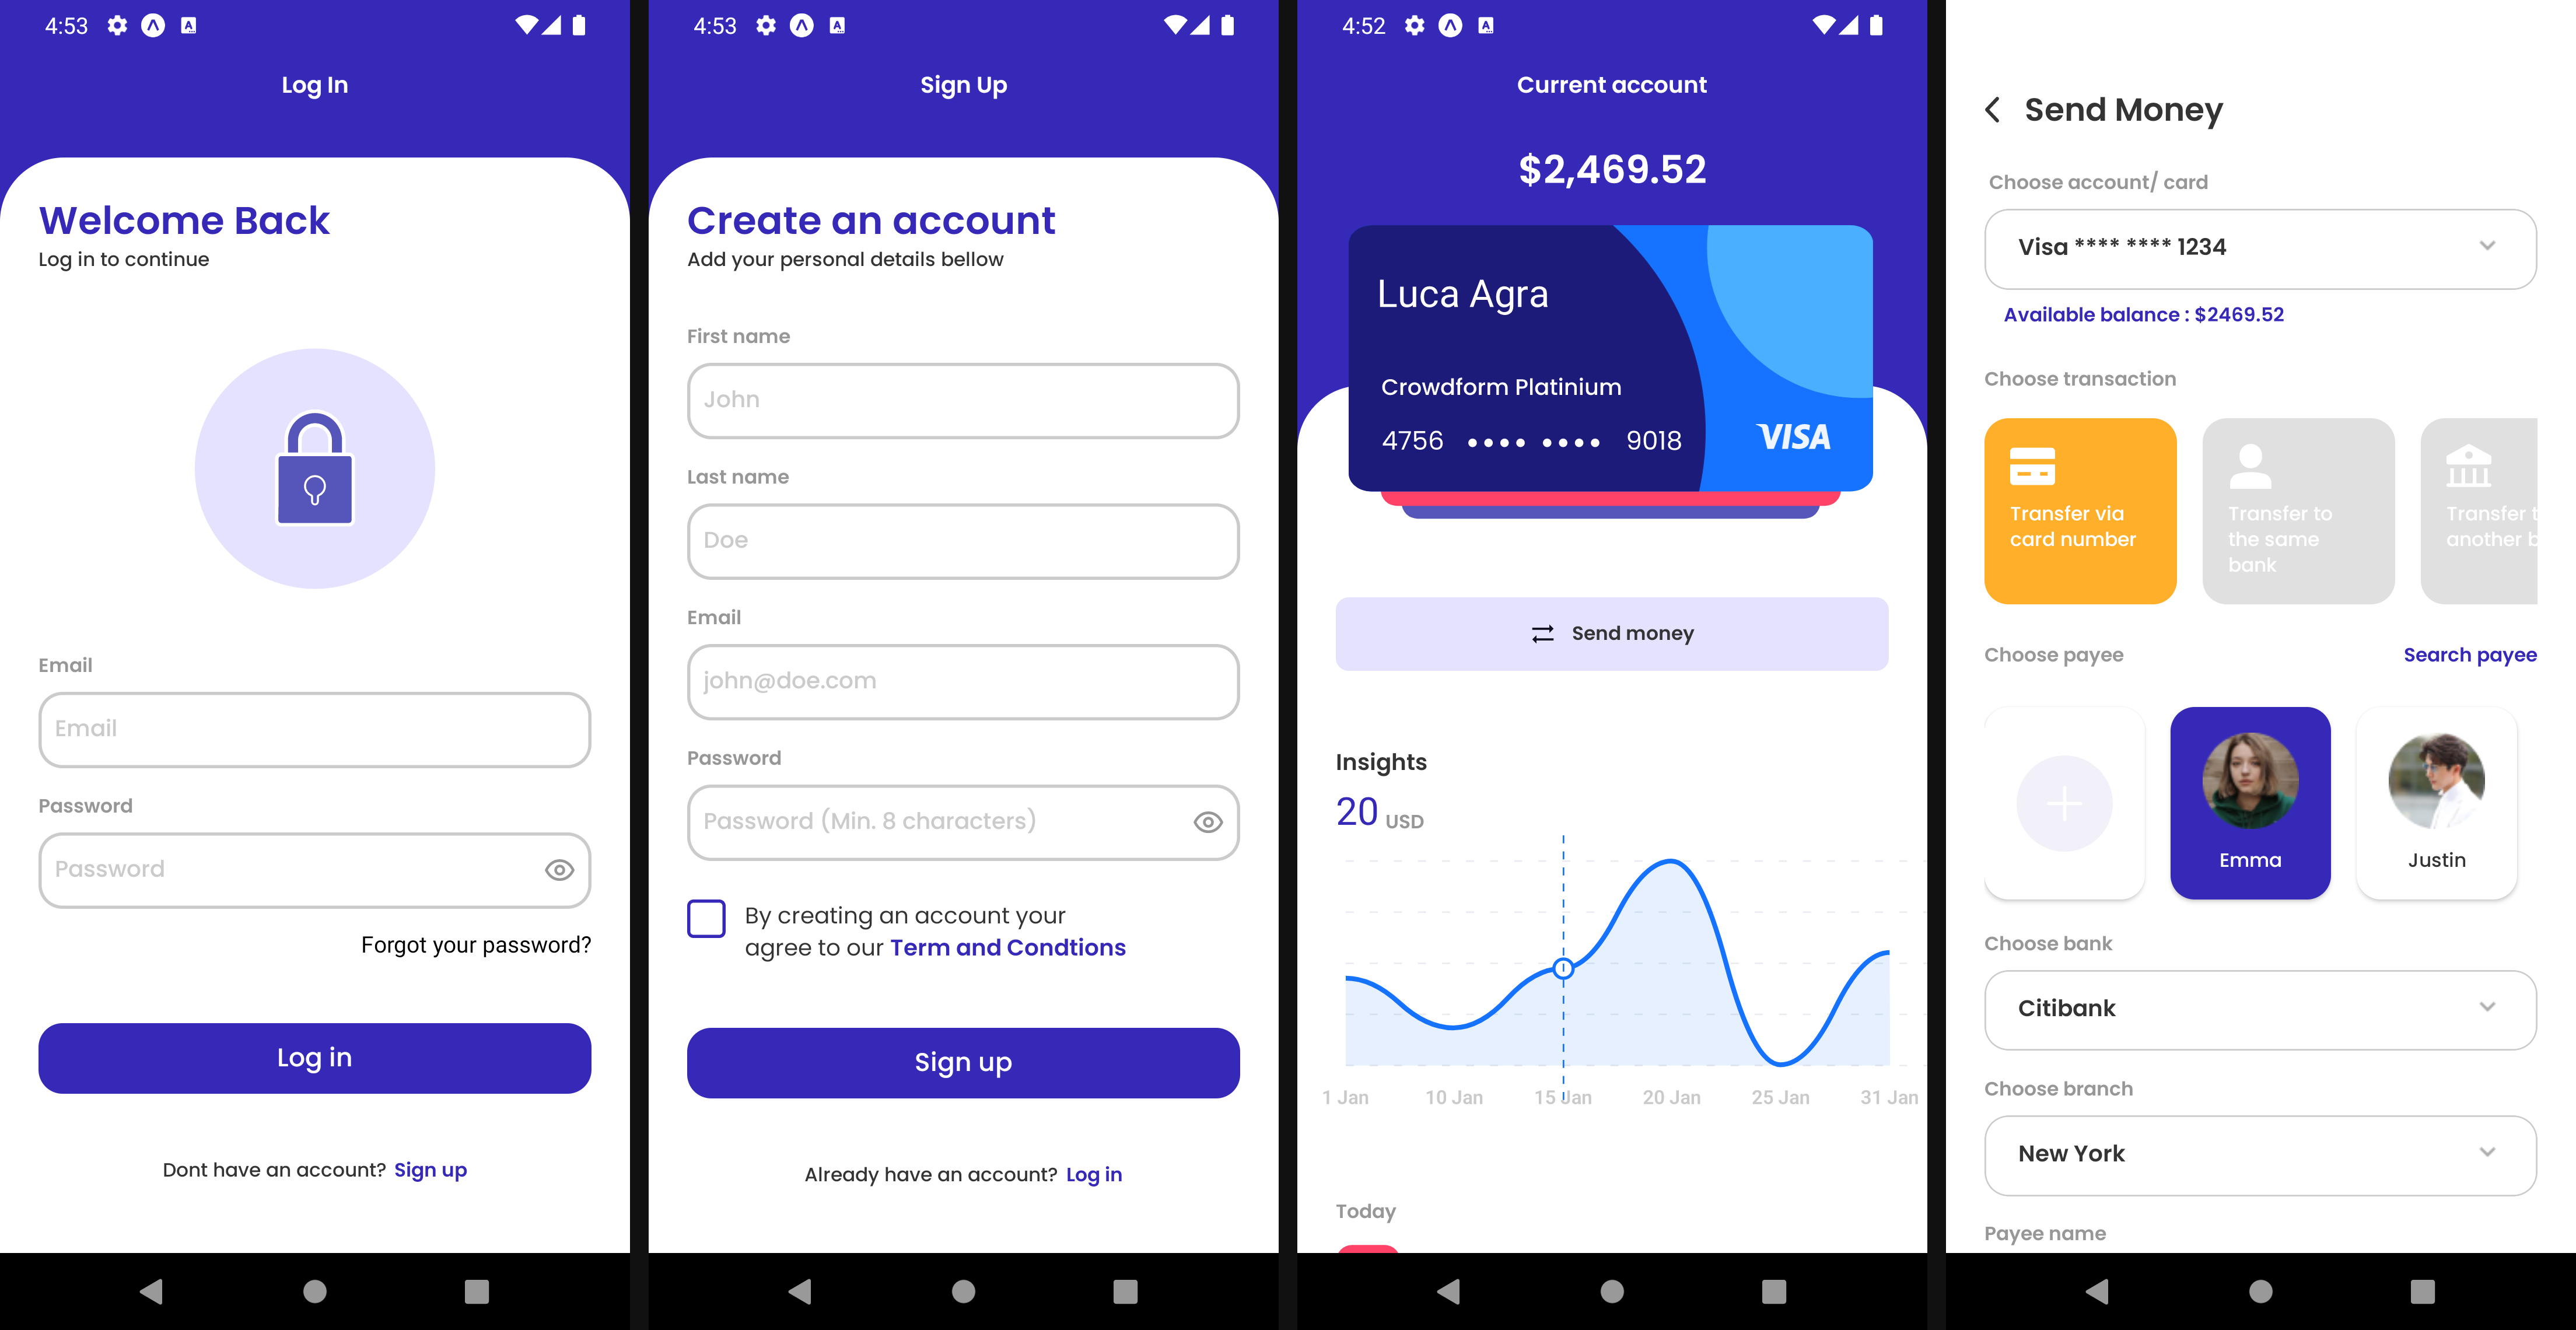 4:53
Log In
Welcome Back
Log in to continue
Email
Email
Password
Password
Forgot your password?
Log in
Dont have an account? Sign up
4:53
Sign Up
Create an account
Add your personal details bellow
First name
John
Last name
Doe
Email
john@doe.com
Password
Password (Min. 8 characters)
By creating an account your
agree to our Term and Condtions
Sign up
Already have an account? Log in
4:52
Current account
$2,469.52
Luca Agra
Crowdform Platinium
4756 •••• •••• 9018
VISA
Send money
Insights
20 USD
1 Jan 10 Jan 15 Jan 20 Jan 25 Jan 31 Jan
Today
Send Money
Choose account/ card
Visa **** **** 1234
Available balance : $2469.52
Choose transaction
Transfer via
card number
Transfer to
the same
bank
Transfer t
another b
Choose payee
Search payee
Emma
Justin
Choose bank
Citibank
Choose branch
New York
Payee name